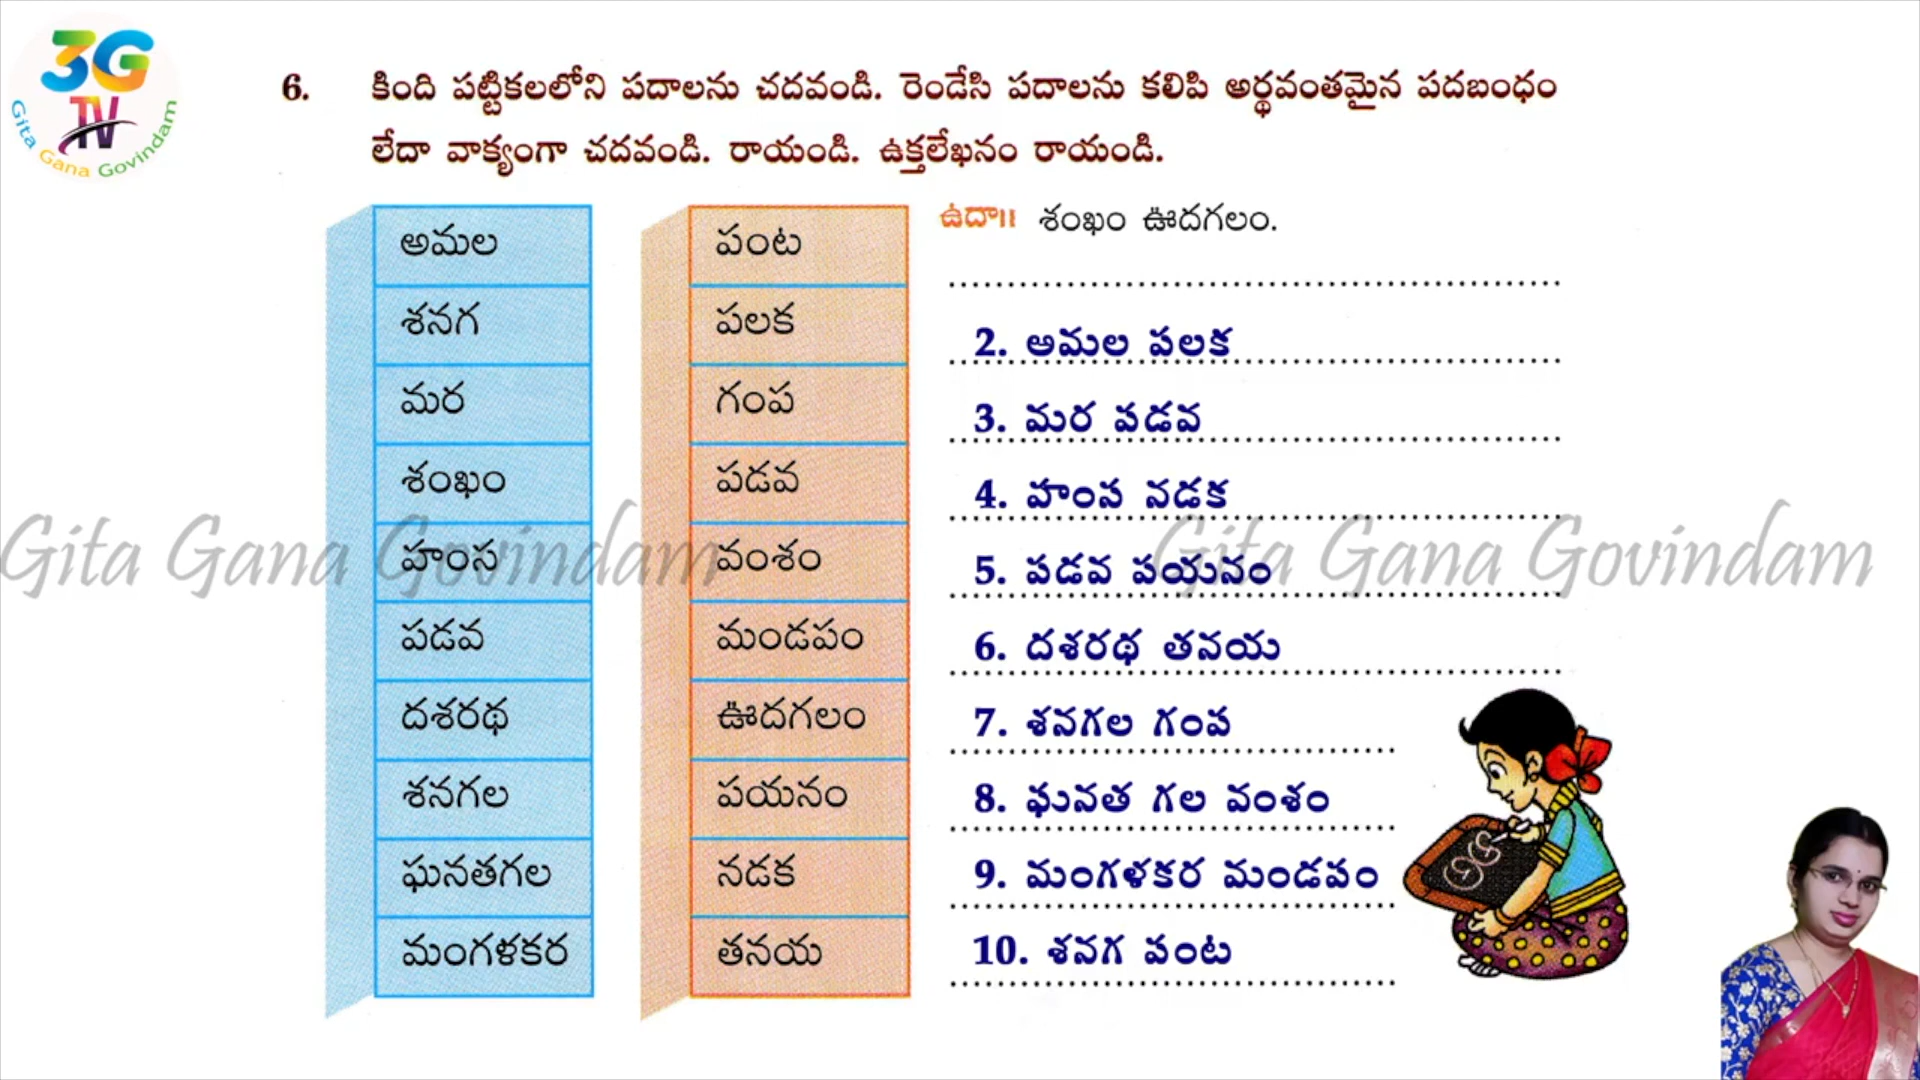 3G
TV
Gita Gana Govindam
6. కింది పట్టికలలోని పదాలను చదవండి. రెండేసి పదాలను కలిపి అర్థవంతమైన పదబంధం
లేదా వాక్యంగా చదవండి. రాయండి. ఉక్తలేఖనం రాయండి.
అమల
శనగ
మర
శంఖం
హంస
పడవ
దశరథ
శనగల
ఘనతగల
మంగళకర
పంట
పలక
గంప
పడవ
వంశం
మండపం
ఊదగలం
పయనం
నడక
తనయ
ఉదా॥ శంఖం ఊదగలం.
2. అమల పలక
3. మర పడవ
4. హంస నడక
5. పడవ పయనం
6. దశరథ తనయ
7. శనగల గంప
8. ఘనత గల వంశం
9. మంగళకర మండపం
10. శనగ పంట
Gita Gana Govindam
Gita Gana Govindam